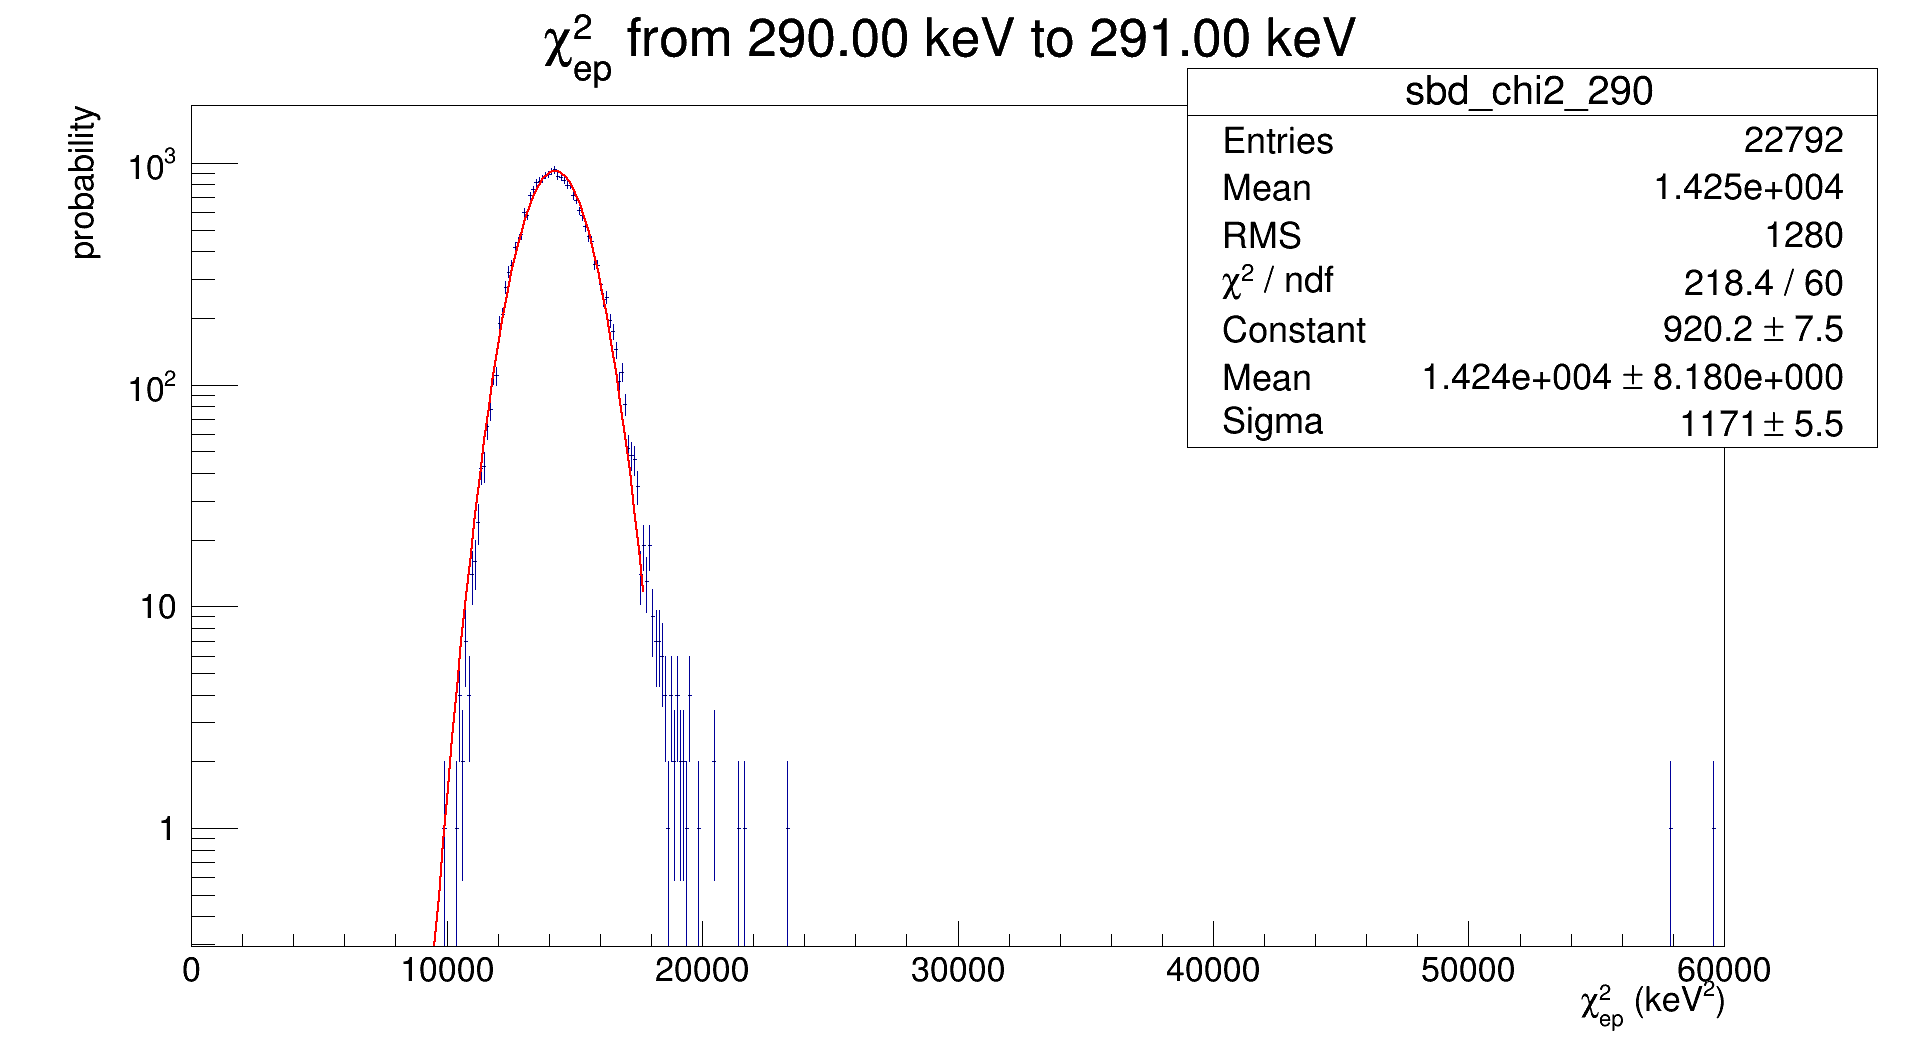 χ²ep from 290.00 keV to 291.00 keV
sbd_chi2_290
Entries 22792
Mean 1.425e+004
RMS 1280
χ² / ndf 218.4 / 60
Constant 920.2 ± 7.5
Mean 1.424e+004 ± 8.180e+000
Sigma 1171 ± 5.5
probability
10³
10²
10
1
0 10000 20000 30000 40000 50000 60000
χ²ep (keV²)